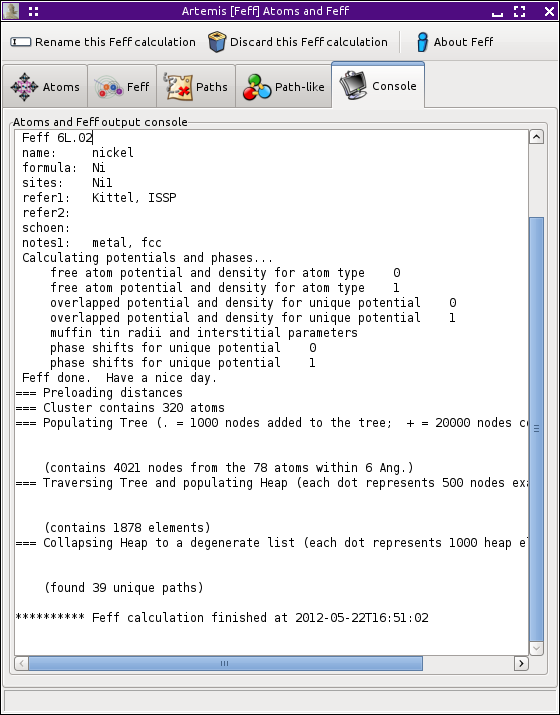 Artemis [Feff] Atoms and Feff
Rename this Feff calculation
Discard this Feff calculation
About Feff
Atoms
Feff
Paths
Path-like
Console
Atoms and Feff output console
Feff 6L.02
name:    nickel
formula:  Ni
sites:    Ni1
refer1:   Kittel, ISSP
refer2:
schoen:
notes1:   metal, fcc
Calculating potentials and phases...
free atom potential and density for atom type    0
free atom potential and density for atom type    1
overlapped potential and density for unique potential    0
overlapped potential and density for unique potential    1
muffin tin radii and interstitial parameters
phase shifts for unique potential    0
phase shifts for unique potential    1
Feff done.  Have a nice day.
=== Preloading distances
=== Cluster contains 320 atoms
=== Populating Tree (. = 1000 nodes added to the tree;  + = 20000 nodes co
(contains 4021 nodes from the 78 atoms within 6 Ang.)
=== Traversing Tree and populating Heap (each dot represents 500 nodes exa
(contains 1878 elements)
=== Collapsing Heap to a degenerate list (each dot represents 1000 heap el
(found 39 unique paths)
********** Feff calculation finished at 2012-05-22T16:51:02